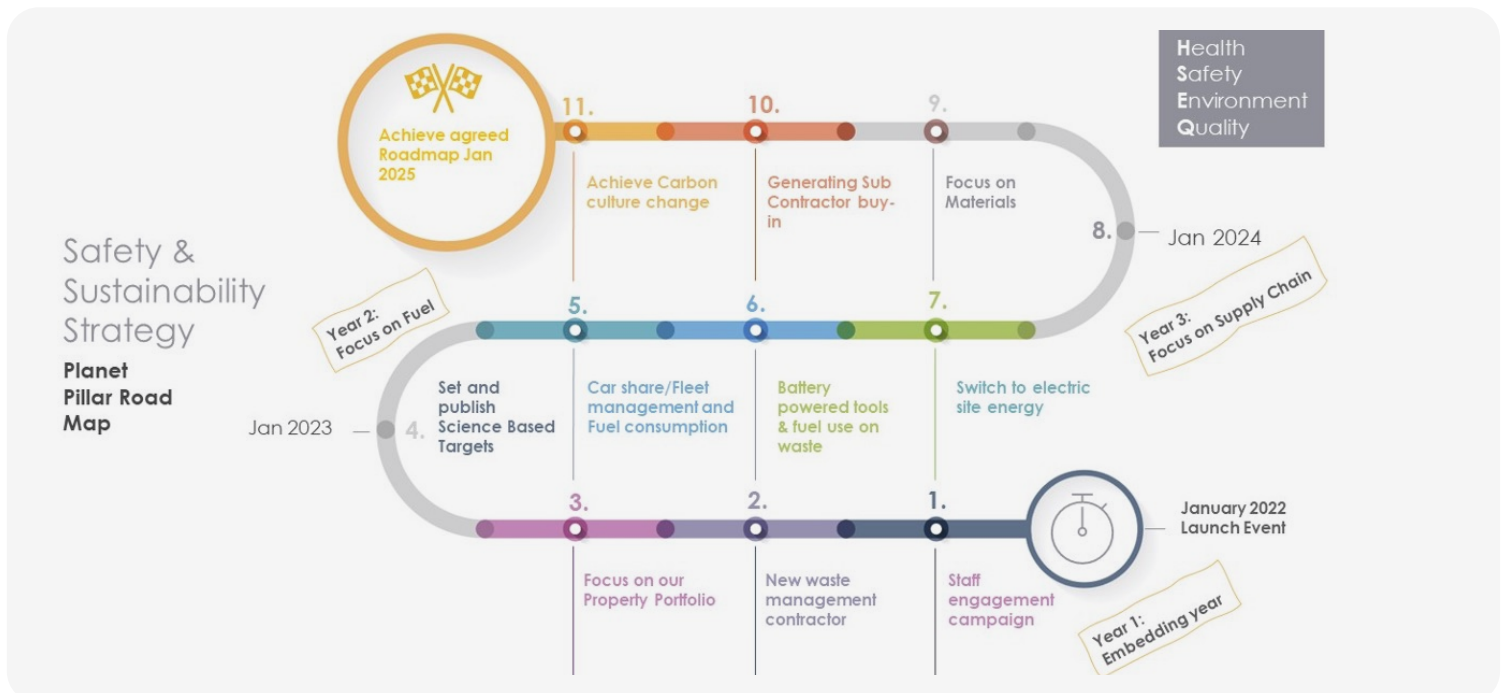 Health
Safety
Environment
Quality
Safety &
Sustainability
Strategy
Planet
Pillar Road
Map
Achieve agreed
Roadmap Jan
2025
11.
Achieve Carbon
culture change
10.
Generating Sub
Contractor buy-
in
9.
Focus on
Materials
8.
Jan 2024
Year 3:
Focus on Supply Chain
Year 2:
Focus on Fuel
5.
6.
7.
Set and
publish
Science Based
Targets
Car share/Fleet
management and
Fuel consumption
Battery
powered tools
& fuel use on
waste
Switch to electric
site energy
Jan 2023
4.
3.
2.
1.
January 2022
Launch Event
Focus on our
Property Portfolio
New waste
management
contractor
Staff
engagement
campaign
Year 1:
Embedding year